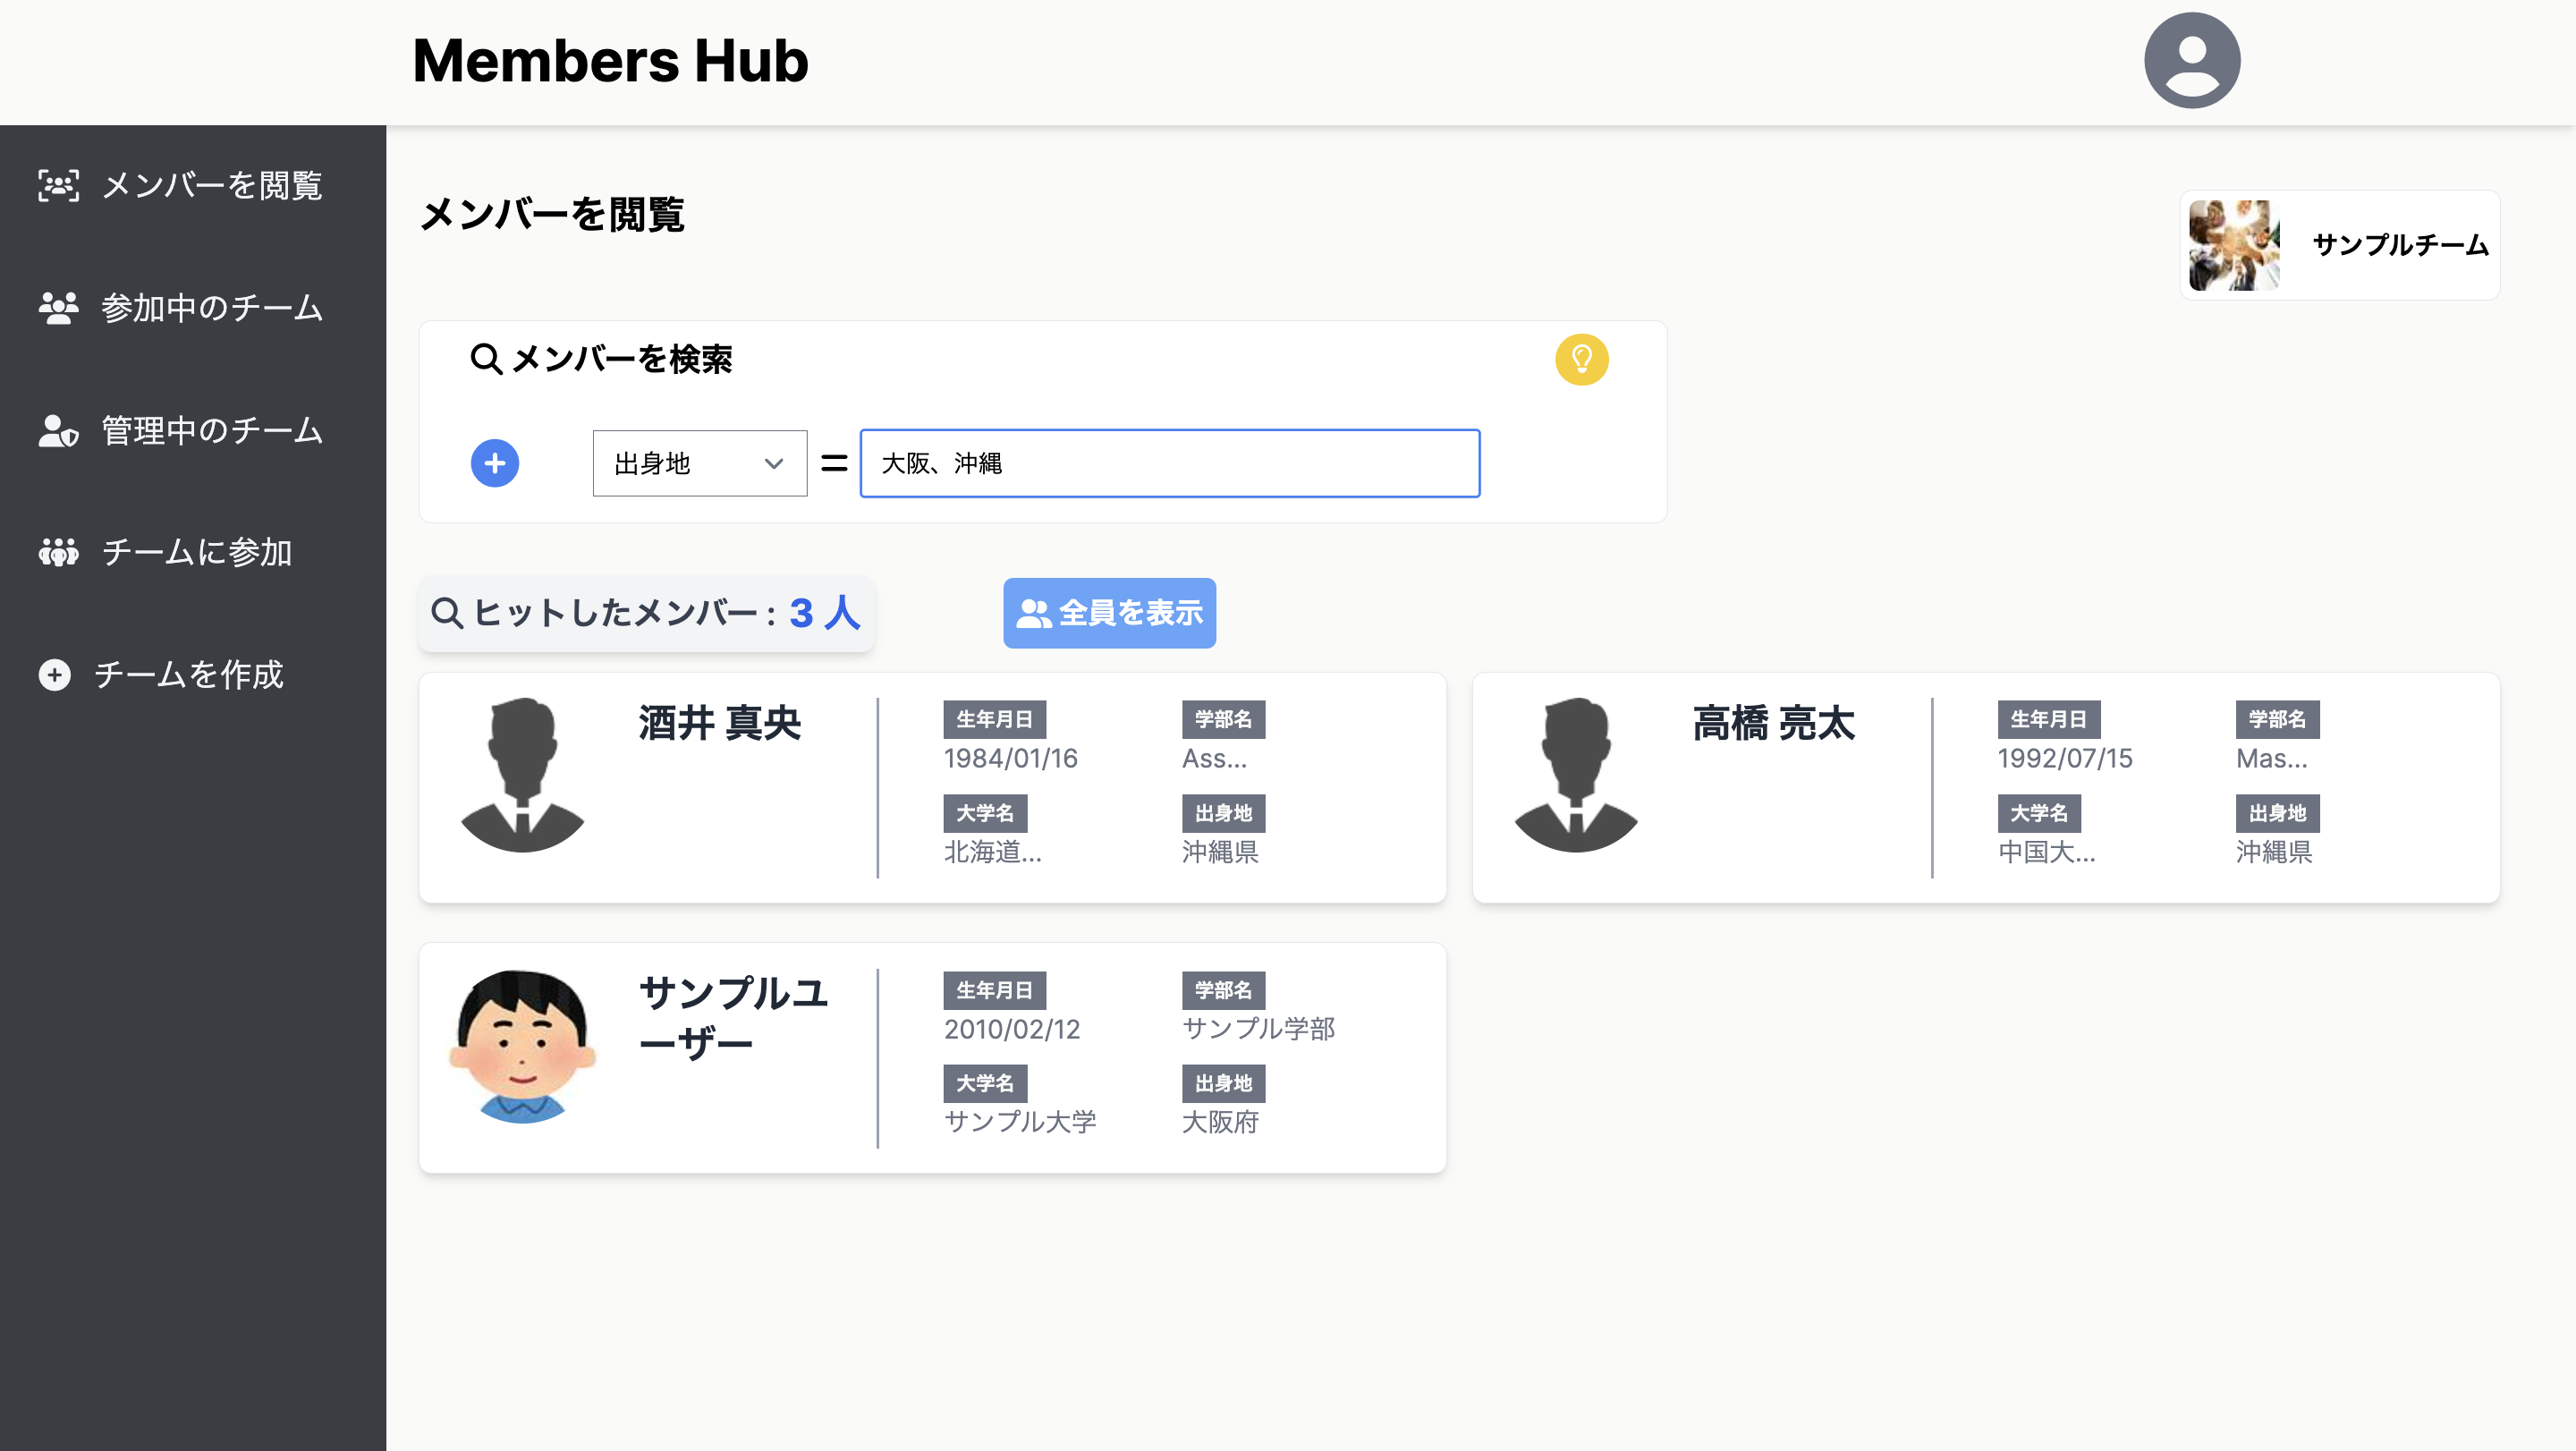 Members Hub
メンバーを閲覧
参加中のチーム
管理中のチーム
チームに参加
チームを作成
メンバーを閲覧
サンプルチーム
メンバーを検索
出身地
=
大阪、沖縄
ヒットしたメンバー : 3 人
全員を表示
酒井 真央
生年月日
1984/01/16
学部名
Ass...
大学名
北海道...
出身地
沖縄県
高橋 亮太
生年月日
1992/07/15
学部名
Mas...
大学名
中国大...
出身地
沖縄県
サンプルユ
ーザー
生年月日
2010/02/12
学部名
サンプル学部
大学名
サンプル大学
出身地
大阪府